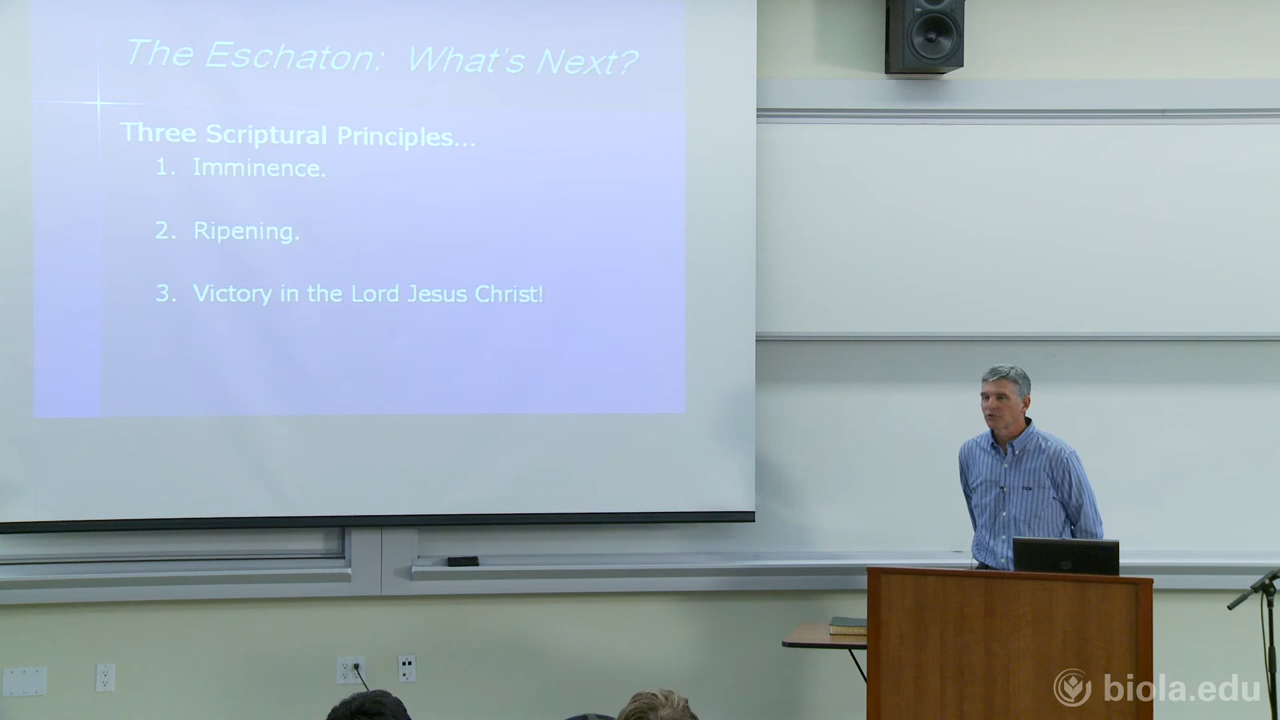 The Eschaton: What's Next?
Three Scriptural Principles...
1. Imminence.
2. Ripening.
3. Victory in the Lord Jesus Christ!
biola.edu